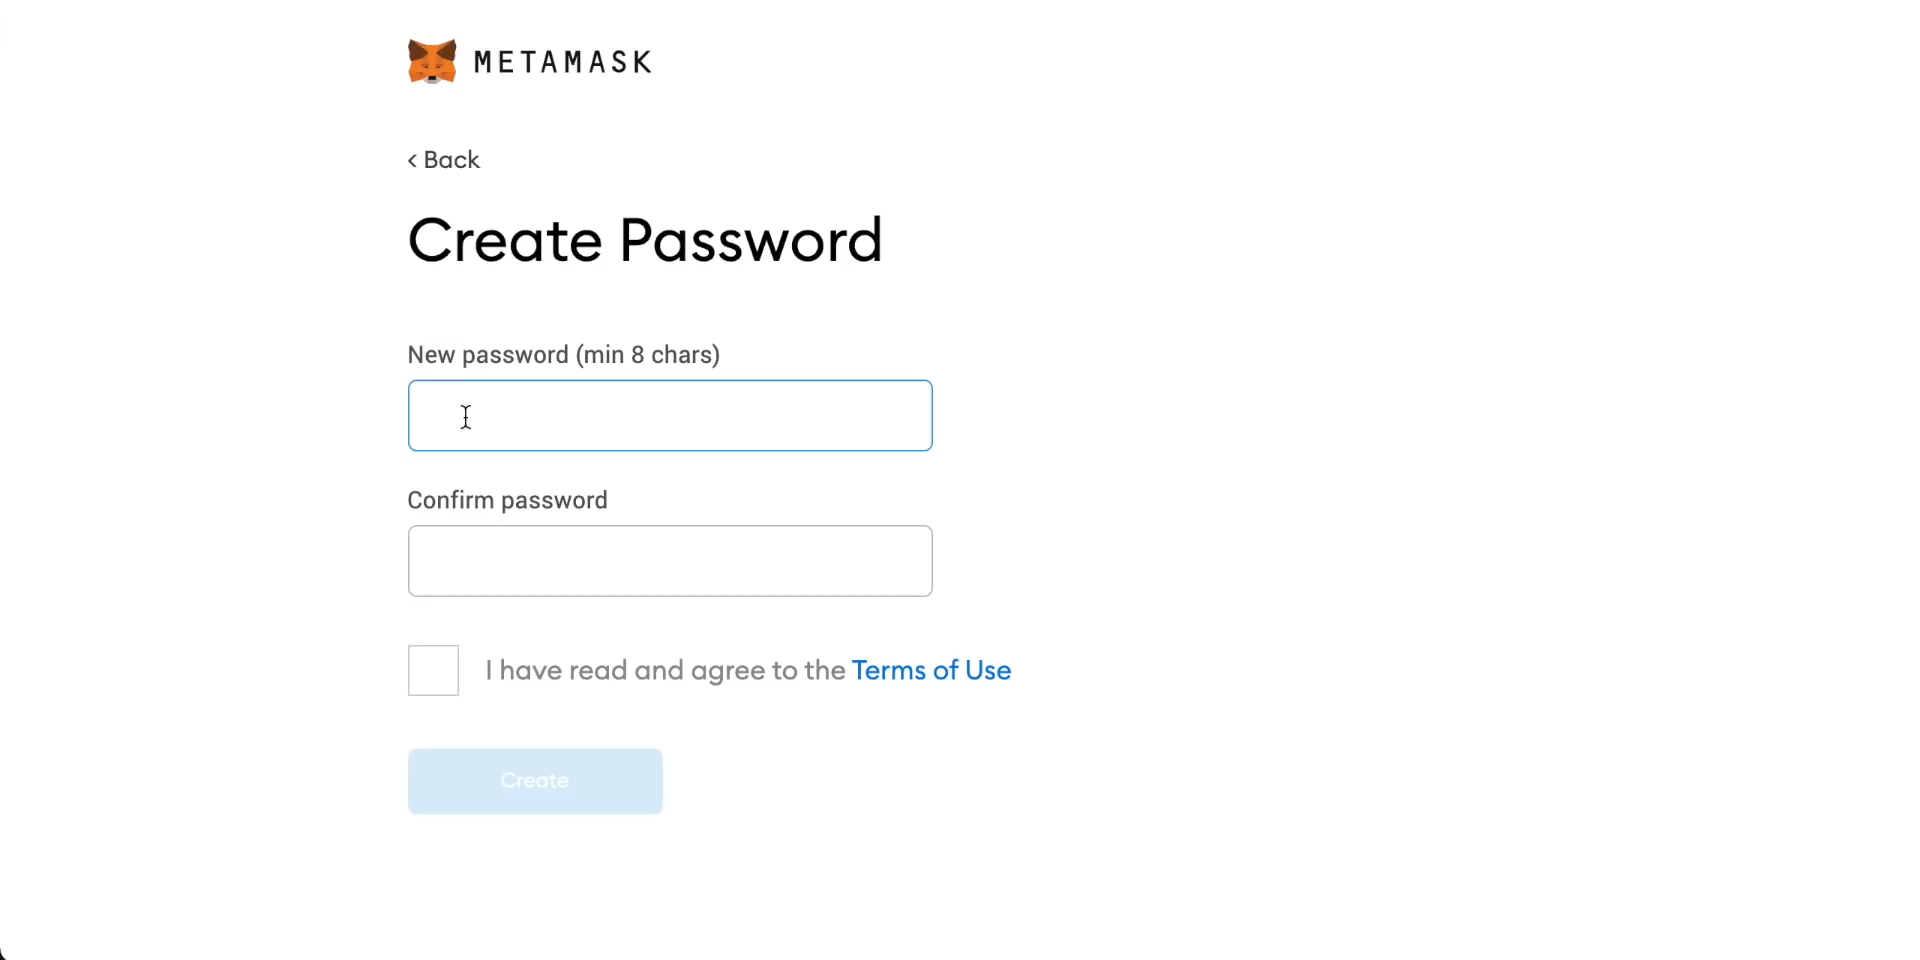 METAMASK
< Back
Create Password
New password (min 8 chars)
Confirm password
I have read and agree to the Terms of Use
Create